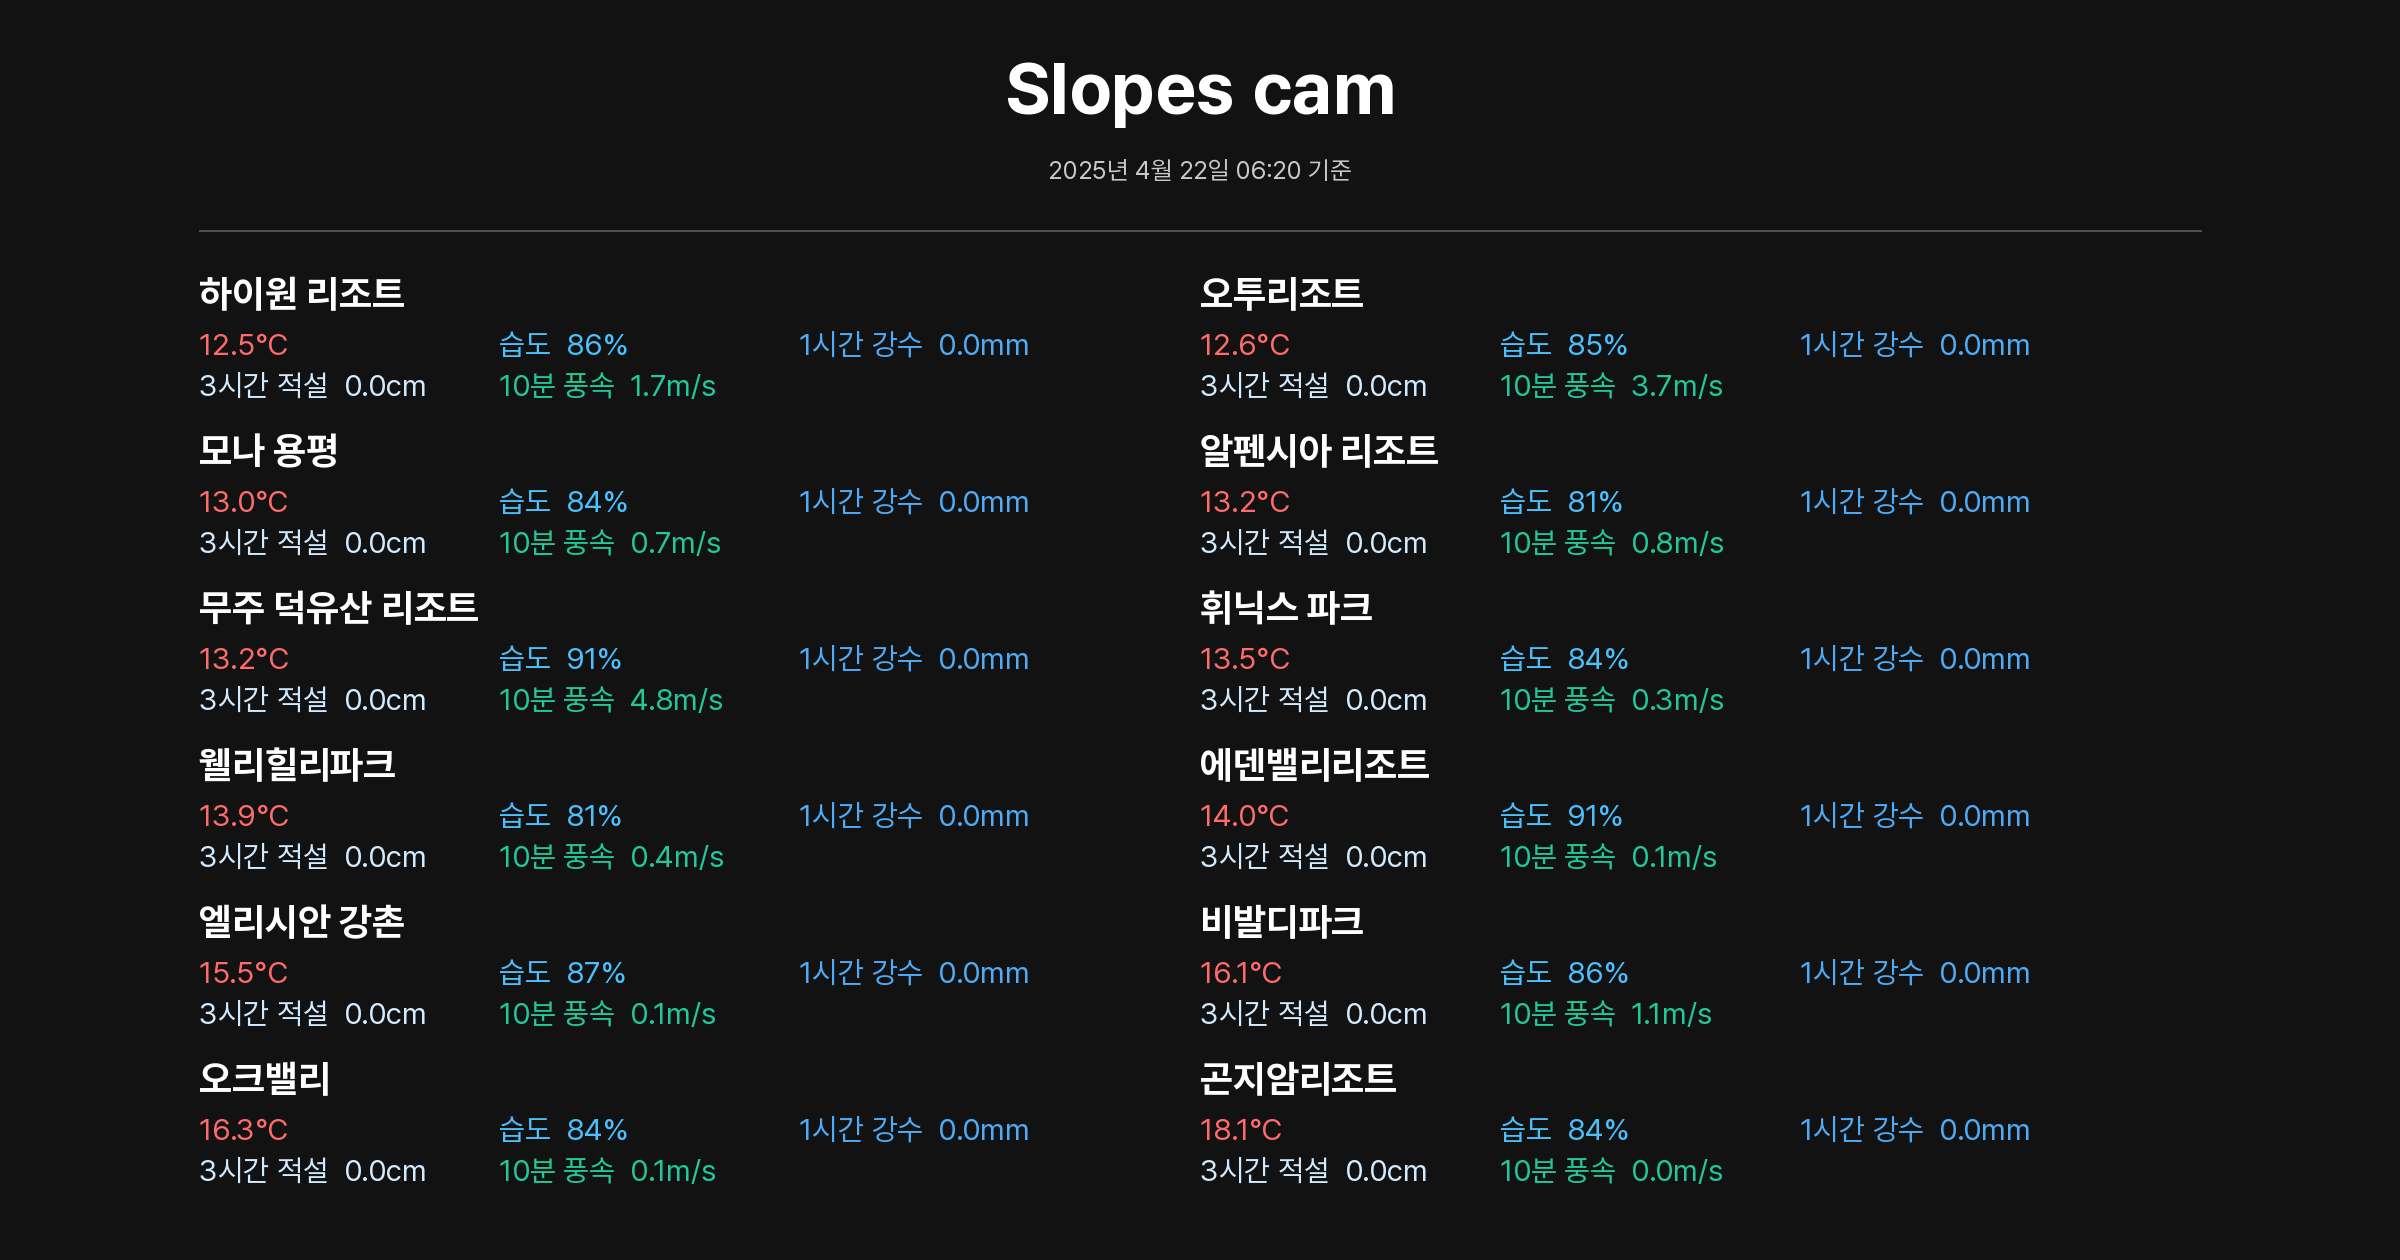 Slopes cam
2025년 4월 22일 06:20 기준
하이원 리조트
12.5°C 습도 86% 1시간 강수 0.0mm
3시간 적설 0.0cm 10분 풍속 1.7m/s
오투리조트
12.6°C 습도 85% 1시간 강수 0.0mm
3시간 적설 0.0cm 10분 풍속 3.7m/s
모나 용평
13.0°C 습도 84% 1시간 강수 0.0mm
3시간 적설 0.0cm 10분 풍속 0.7m/s
알펜시아 리조트
13.2°C 습도 81% 1시간 강수 0.0mm
3시간 적설 0.0cm 10분 풍속 0.8m/s
무주 덕유산 리조트
13.2°C 습도 91% 1시간 강수 0.0mm
3시간 적설 0.0cm 10분 풍속 4.8m/s
휘닉스 파크
13.5°C 습도 84% 1시간 강수 0.0mm
3시간 적설 0.0cm 10분 풍속 0.3m/s
웰리힐리파크
13.9°C 습도 81% 1시간 강수 0.0mm
3시간 적설 0.0cm 10분 풍속 0.4m/s
에덴밸리리조트
14.0°C 습도 91% 1시간 강수 0.0mm
3시간 적설 0.0cm 10분 풍속 0.1m/s
엘리시안 강촌
15.5°C 습도 87% 1시간 강수 0.0mm
3시간 적설 0.0cm 10분 풍속 0.1m/s
비발디파크
16.1°C 습도 86% 1시간 강수 0.0mm
3시간 적설 0.0cm 10분 풍속 1.1m/s
오크밸리
16.3°C 습도 84% 1시간 강수 0.0mm
3시간 적설 0.0cm 10분 풍속 0.1m/s
곤지암리조트
18.1°C 습도 84% 1시간 강수 0.0mm
3시간 적설 0.0cm 10분 풍속 0.0m/s